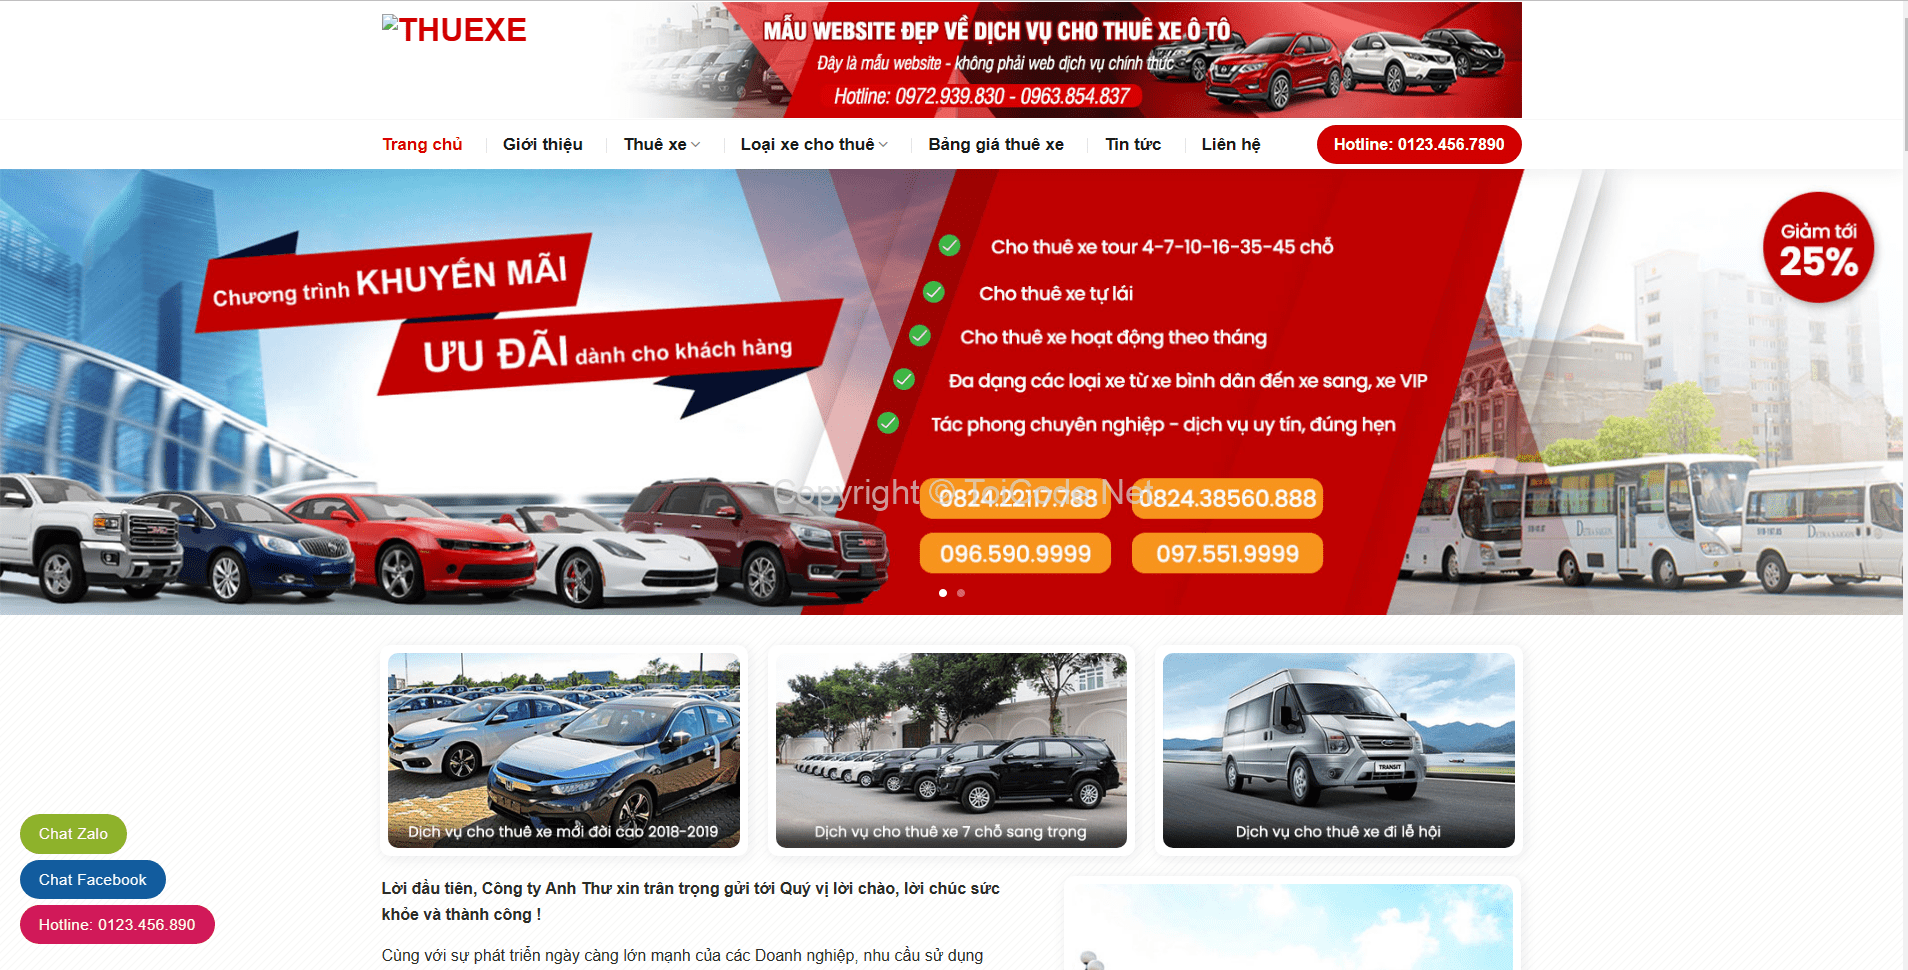 THUEXE
MẪU WEBSITE ĐẸP VỀ DỊCH VỤ CHO THUÊ XE Ô TÔ
Đây là mẫu website - không phải web dịch vụ chính thức
Hotline: 0972.939.830 - 0963.854.837
Trang chủ
Giới thiệu
Thuê xe
Loại xe cho thuê
Bảng giá thuê xe
Tin tức
Liên hệ
Hotline: 0123.456.7890
Chương trình KHUYẾN MÃI
ƯU ĐÃI dành cho khách hàng
Cho thuê xe tour 4-7-10-16-35-45 chỗ
Cho thuê xe tự lái
Cho thuê xe hoạt động theo tháng
Đa dạng các loại xe từ xe bình dân đến xe sang, xe VIP
Tác phong chuyên nghiệp - dịch vụ uy tín, đúng hẹn
Giảm tới
25%
Copyright © TaiCode.Net
0824.22117.788
0824.38560.888
096.590.9999
097.551.9999
Dịch vụ cho thuê xe mới đời cao 2018-2019
Dịch vụ cho thuê xe 7 chỗ sang trọng
TRANSIT
Dịch vụ cho thuê xe đi lễ hội
Lời đầu tiên, Công ty Anh Thư xin trân trọng gửi tới Quý vị lời chào, lời chúc sức
khỏe và thành công !
Cùng với sự phát triển ngày càng lớn mạnh của các Doanh nghiệp, nhu cầu sử dụng
Chat Zalo
Chat Facebook
Hotline: 0123.456.890